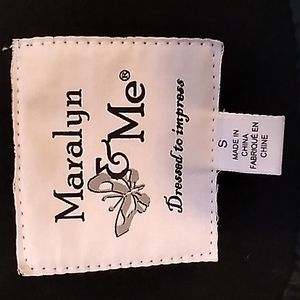 Maralyn
& Me®
Dressed to impress
S
MADE IN
CHINA
FABRIQUÉ EN
CHINE